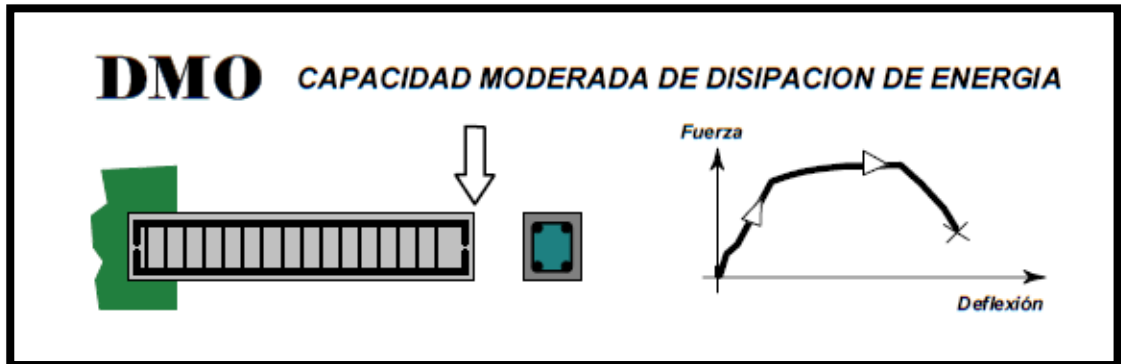 DMO CAPACIDAD MODERADA DE DISIPACION DE ENERGIA
Fuerza
Deflexión